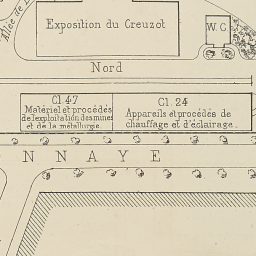 Allée de
Exposition du Creuzot
W.C.
Nord
Cl. 47
Matériel et procédés
de l'exploitation des mines
et de la métallurgie
Cl. 24
Appareils et procédés de
chauffage et d'éclairage.
NNAYE